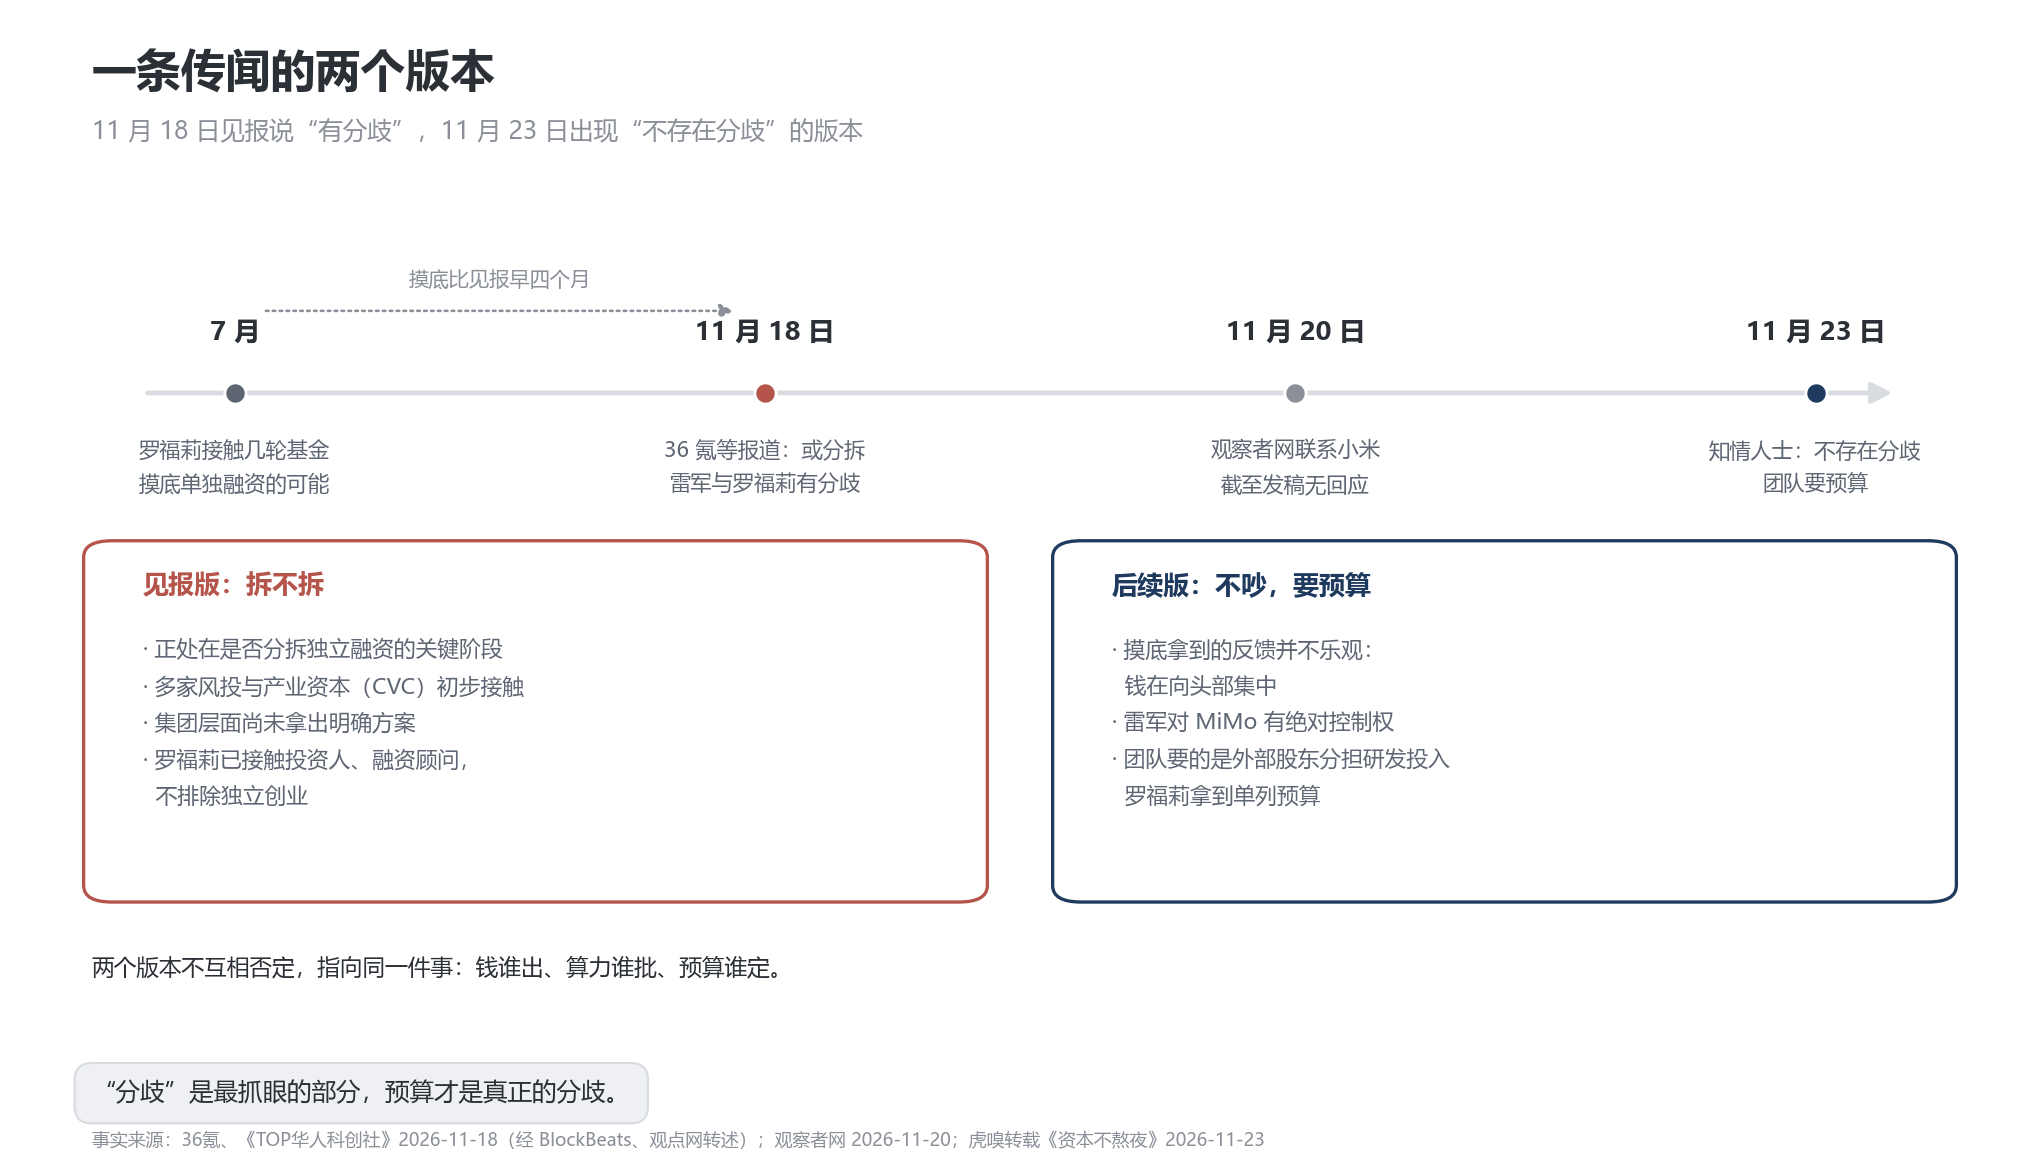 一条传闻的两个版本
11 月 18 日见报说“有分歧”，11 月 23 日出现“不存在分歧”的版本
摸底比见报早四个月
7 月
11 月 18 日
11 月 20 日
11 月 23 日
罗福莉接触几轮基金
摸底单独融资的可能
36 氪等报道：或分拆
雷军与罗福莉有分歧
观察者网联系小米
截至发稿无回应
知情人士：不存在分歧
团队要预算
见报版：拆不拆
· 正处在是否分拆独立融资的关键阶段
· 多家风投与产业资本（CVC）初步接触
· 集团层面尚未拿出明确方案
· 罗福莉已接触投资人、融资顾问，
不排除独立创业
后续版：不吵，要预算
· 摸底拿到的反馈并不乐观：
钱在向头部集中
· 雷军对 MiMo 有绝对控制权
· 团队要的是外部股东分担研发投入
罗福莉拿到单列预算
两个版本不互相否定，指向同一件事：钱谁出、算力谁批、预算谁定。
“分歧”是最抓眼的部分，预算才是真正的分歧。
事实来源：36氪、《TOP华人科创社》2026-11-18（经 BlockBeats、观点网转述）；观察者网 2026-11-20；虎嗅转载《资本不熬夜》2026-11-23